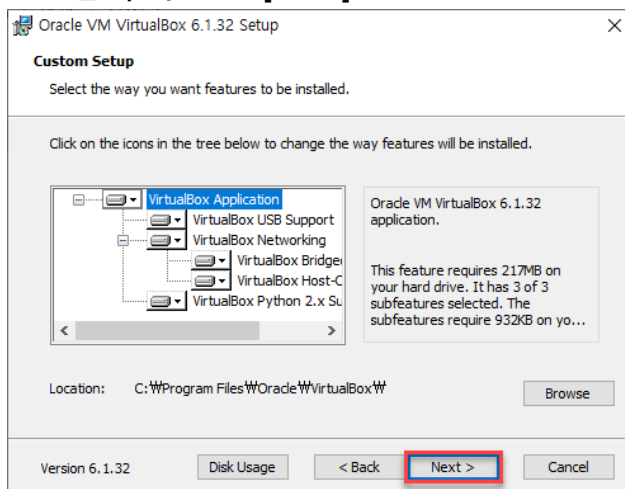 Oracle VM VirtualBox 6.1.32 Setup
Custom Setup
Select the way you want features to be installed.
Click on the icons in the tree below to change the way features will be installed.
VirtualBox Application
VirtualBox USB Support
VirtualBox Networking
VirtualBox Bridge
VirtualBox Host-C
VirtualBox Python 2.x Su
Oracle VM VirtualBox 6.1.32
application.
This feature requires 217MB on
your hard drive. It has 3 of 3
subfeatures selected. The
subfeatures require 932KB on yo...
Location: C:₩Program Files₩Oracle₩VirtualBox₩
Browse
Version 6.1.32
Disk Usage
< Back
Next >
Cancel